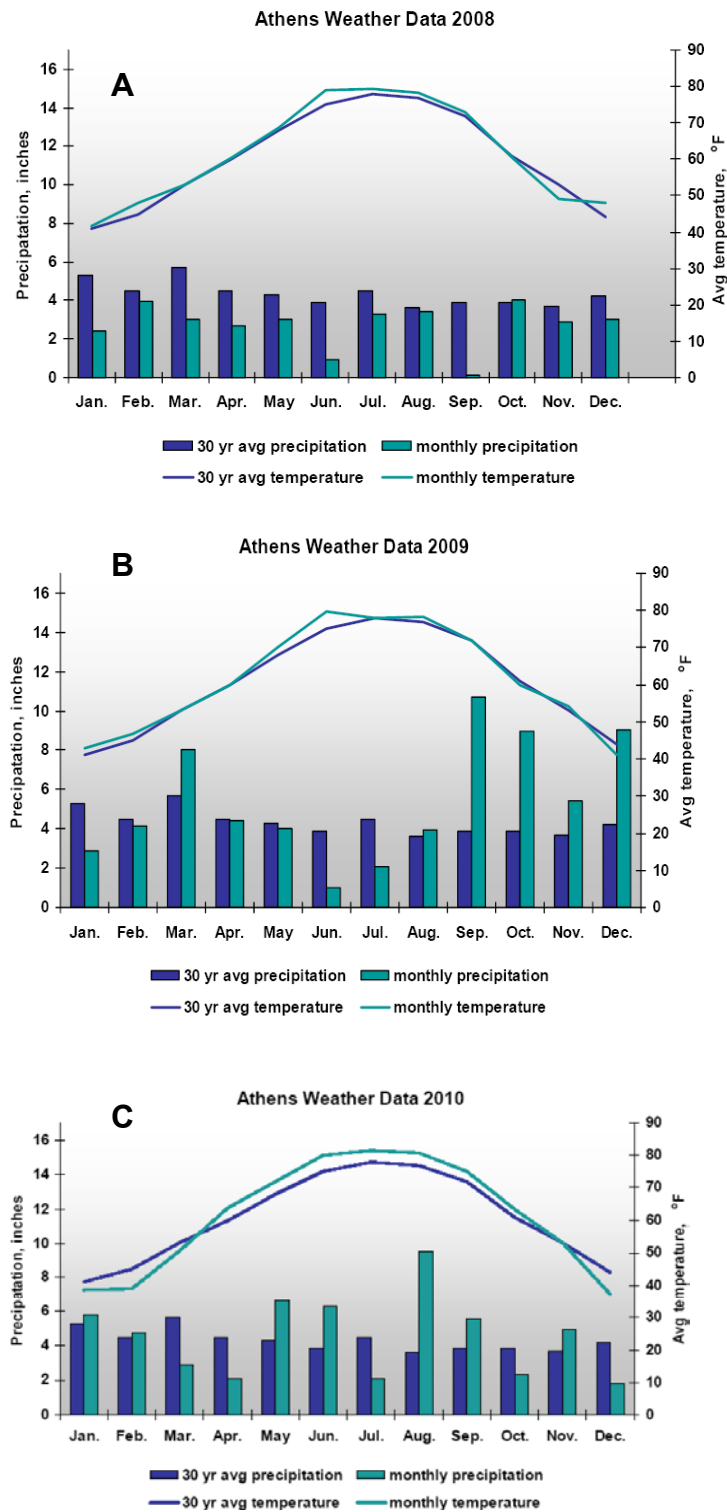 Athens Weather Data 2008
A
Precipatation, inches
16
14
12
10
8
6
4
2
0
90
80
70
60
50
40
30
20
10
0
Avg temperature, °F
Jan. Feb. Mar. Apr. May Jun. Jul. Aug. Sep. Oct. Nov. Dec.
30 yr avg precipitation monthly precipitation
30 yr avg temperature monthly temperature
Athens Weather Data 2009
B
Precipatation, inches
16
14
12
10
8
6
4
2
0
90
80
70
60
50
40
30
20
10
0
Avg temperature, °F
Jan. Feb. Mar. Apr. May Jun. Jul. Aug. Sep. Oct. Nov. Dec.
30 yr avg precipitation monthly precipitation
30 yr avg temperature monthly temperature
Athens Weather Data 2010
C
Precipatation, inches
16
14
12
10
8
6
4
2
0
90
80
70
60
50
40
30
20
10
0
Avg temperature, °F
Jan. Feb. Mar. Apr. May Jun. Jul. Aug. Sep. Oct. Nov. Dec.
30 yr avg precipitation monthly precipitation
30 yr avg temperature monthly temperature